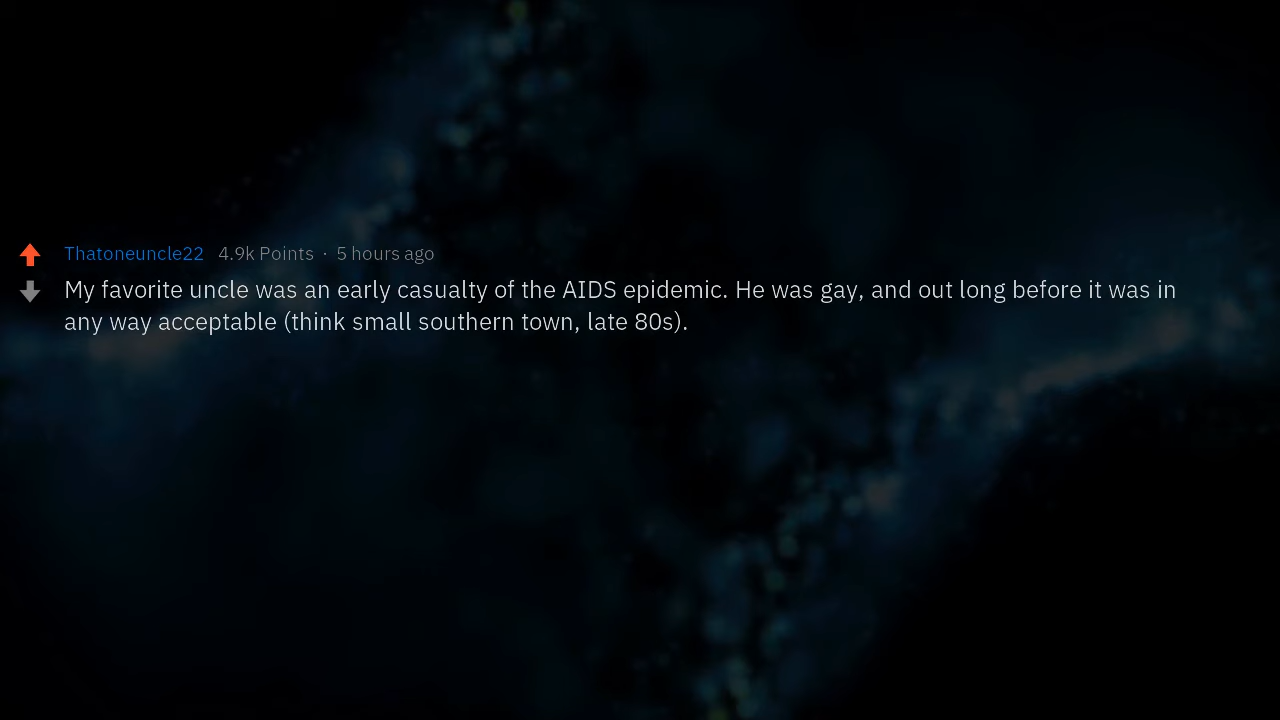 Thatoneuncle22 4.9k Points · 5 hours ago
My favorite uncle was an early casualty of the AIDS epidemic. He was gay, and out long before it was in
any way acceptable (think small southern town, late 80s).